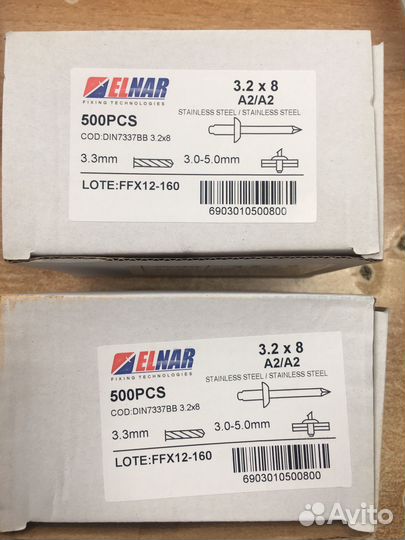 ELNAR
FIXING TECHNOLOGIES
3.2 x 8
A2/A2
STAINLESS STEEL / STAINLESS STEEL
500PCS
COD:DIN7337BB 3.2x8
3.3mm 3.0-5.0mm
LOTE:FFX12-160
6903010500800
ELNAR
FIXING TECHNOLOGIES
3.2 x 8
A2/A2
STAINLESS STEEL / STAINLESS STEEL
500PCS
COD:DIN7337BB 3.2x8
3.3mm 3.0-5.0mm
LOTE:FFX12-160
6903010500800
Avito